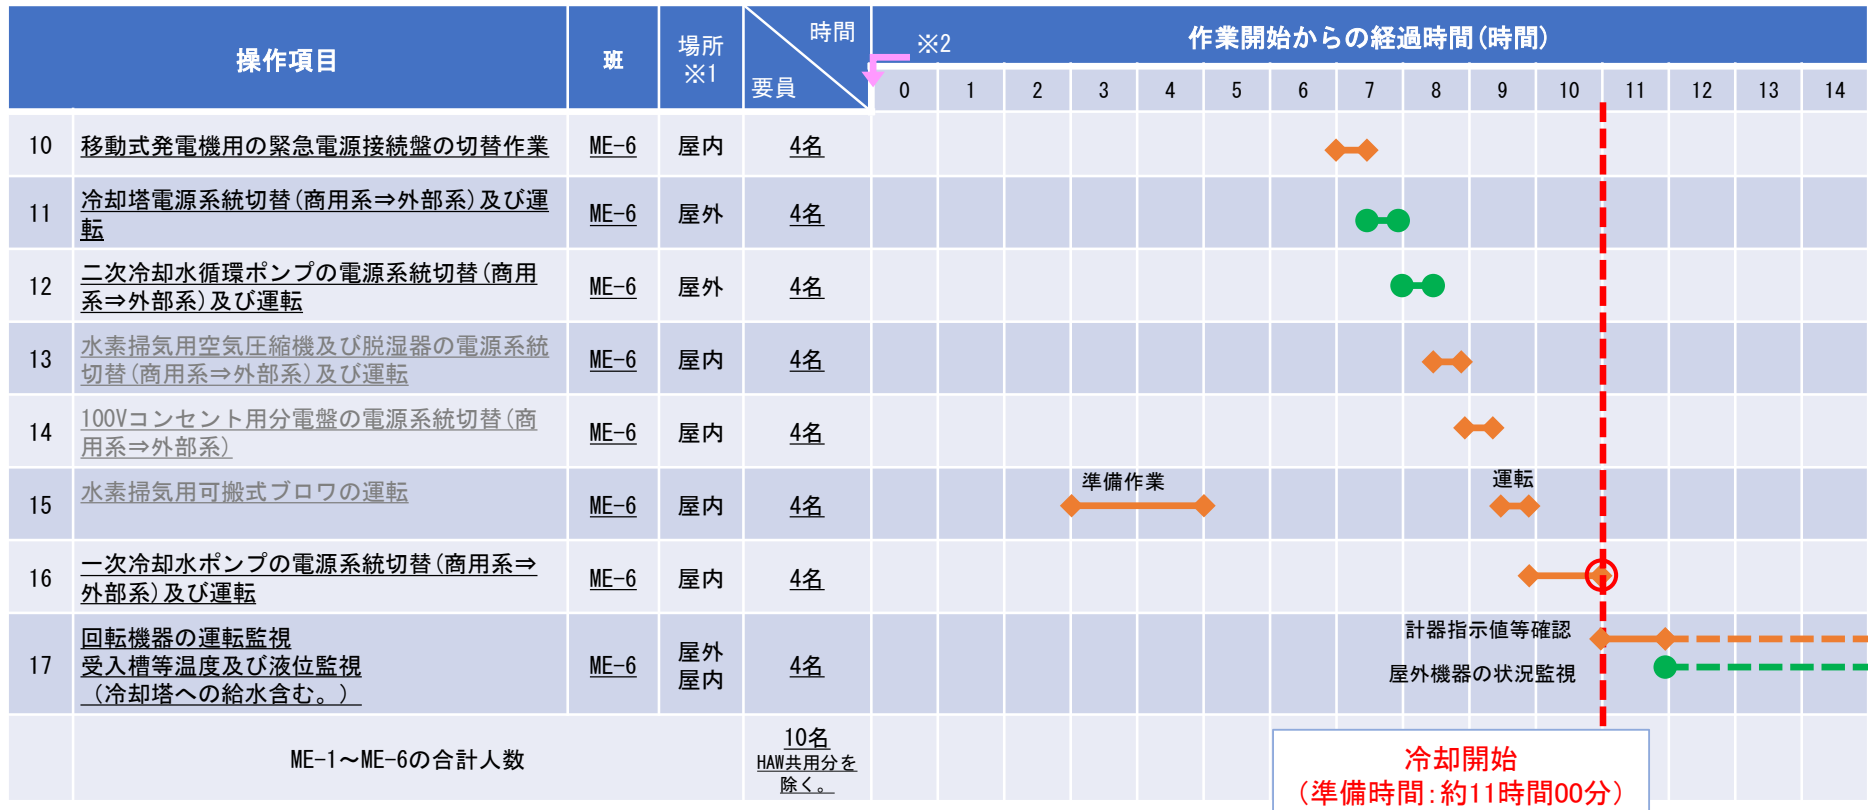 操作項目
班
場所
※1
時間
要員
※2
作業開始からの経過時間(時間)
0 1 2 3 4 5 6 7 8 9 10 11 12 13 14
10 移動式発電機用の緊急電源接続盤の切替作業 ME-6 屋内 4名
11 冷却塔電源系統切替(商用系⇒外部系)及び運
転
ME-6 屋外 4名
12 二次冷却水循環ポンプの電源系統切替(商用
系⇒外部系)及び運転
ME-6 屋外 4名
13 水素掃気用空気圧縮機及び脱湿器の電源系統
切替(商用系⇒外部系)及び運転
ME-6 屋内 4名
14 100Vコンセント用分電盤の電源系統切替(商
用系⇒外部系)
ME-6 屋内 4名
15 水素掃気用可搬式ブロワの運転 ME-6 屋内 4名
準備作業
運転
16 一次冷却水ポンプの電源系統切替(商用系⇒
外部系)及び運転
ME-6 屋内 4名
17 回転機器の運転監視
受入槽等温度及び液位監視
(冷却塔への給水含む。)
ME-6
屋外
屋内
4名
計器指示値等確認
屋外機器の状況監視
ME-1～ME-6の合計人数
10名
HAW共用分を
除く。
冷却開始
(準備時間:約11時間00分)